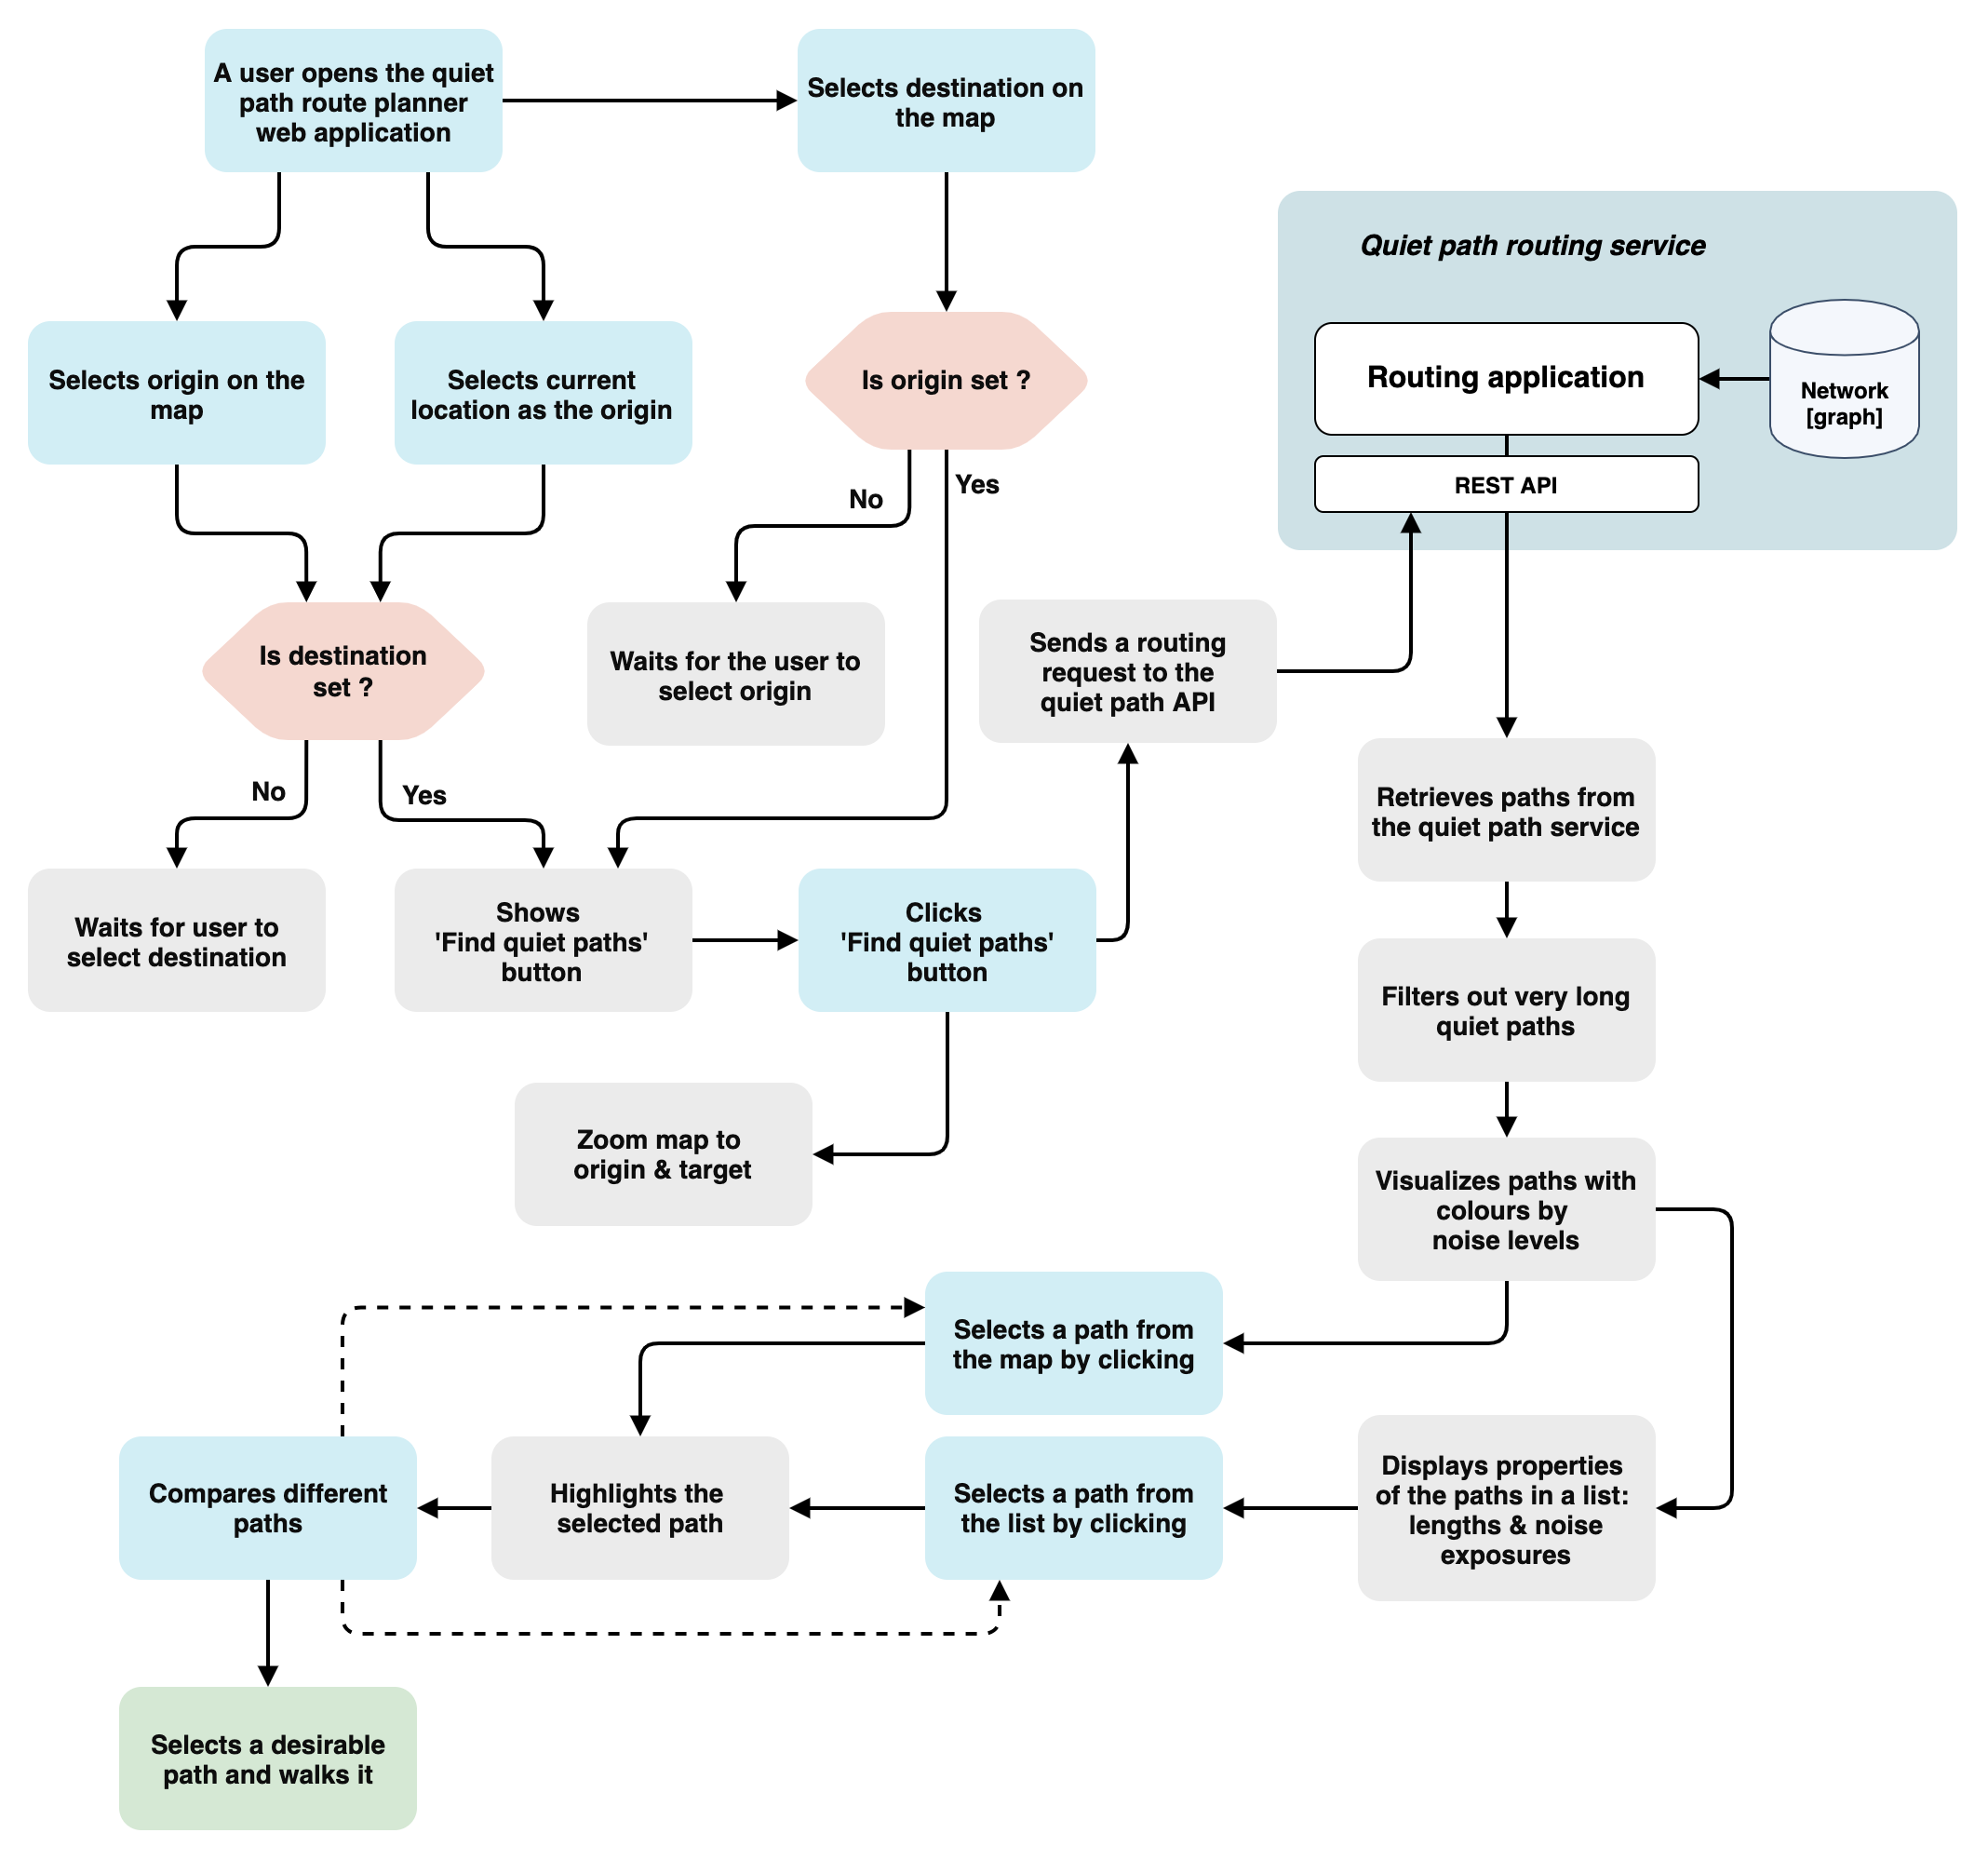 A user opens the quiet
path route planner
web application
Selects destination on
the map
Quiet path routing service
Selects origin on the
map
Selects current
location as the origin
Is origin set ?
Routing application
Network
[graph]
REST API
No
Yes
Is destination
set ?
Waits for the user to
select origin
Sends a routing
request to the
quiet path API
No
Yes
Retrieves paths from
the quiet path service
Waits for user to
select destination
Shows
'Find quiet paths'
button
Clicks
'Find quiet paths'
button
Filters out very long
quiet paths
Zoom map to
origin & target
Visualizes paths with
colours by
noise levels
Selects a path from
the map by clicking
Compares different
paths
Highlights the
selected path
Selects a path from
the list by clicking
Displays properties
of the paths in a list:
lengths & noise
exposures
Selects a desirable
path and walks it